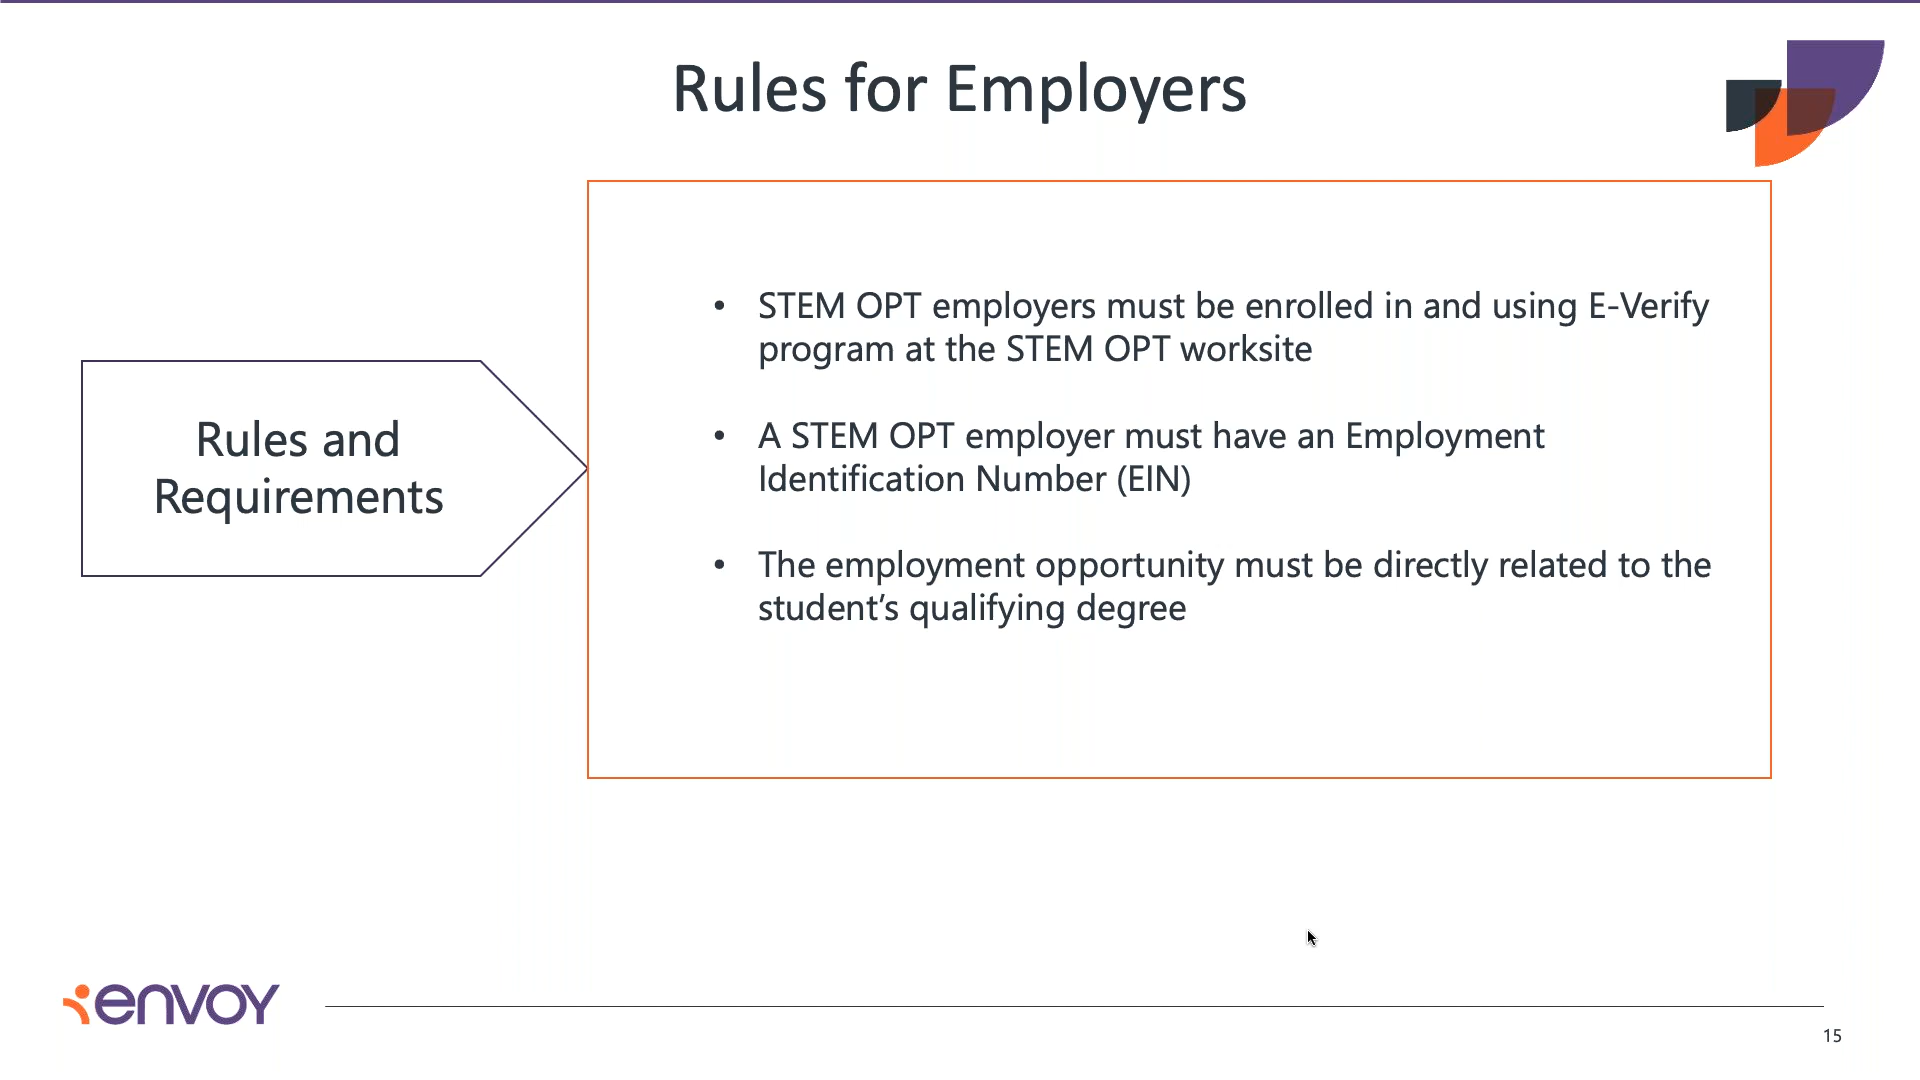 Rules for Employers
Rules and
Requirements
• STEM OPT employers must be enrolled in and using E-Verify
program at the STEM OPT worksite
• A STEM OPT employer must have an Employment
Identification Number (EIN)
• The employment opportunity must be directly related to the
student’s qualifying degree
envoy
15